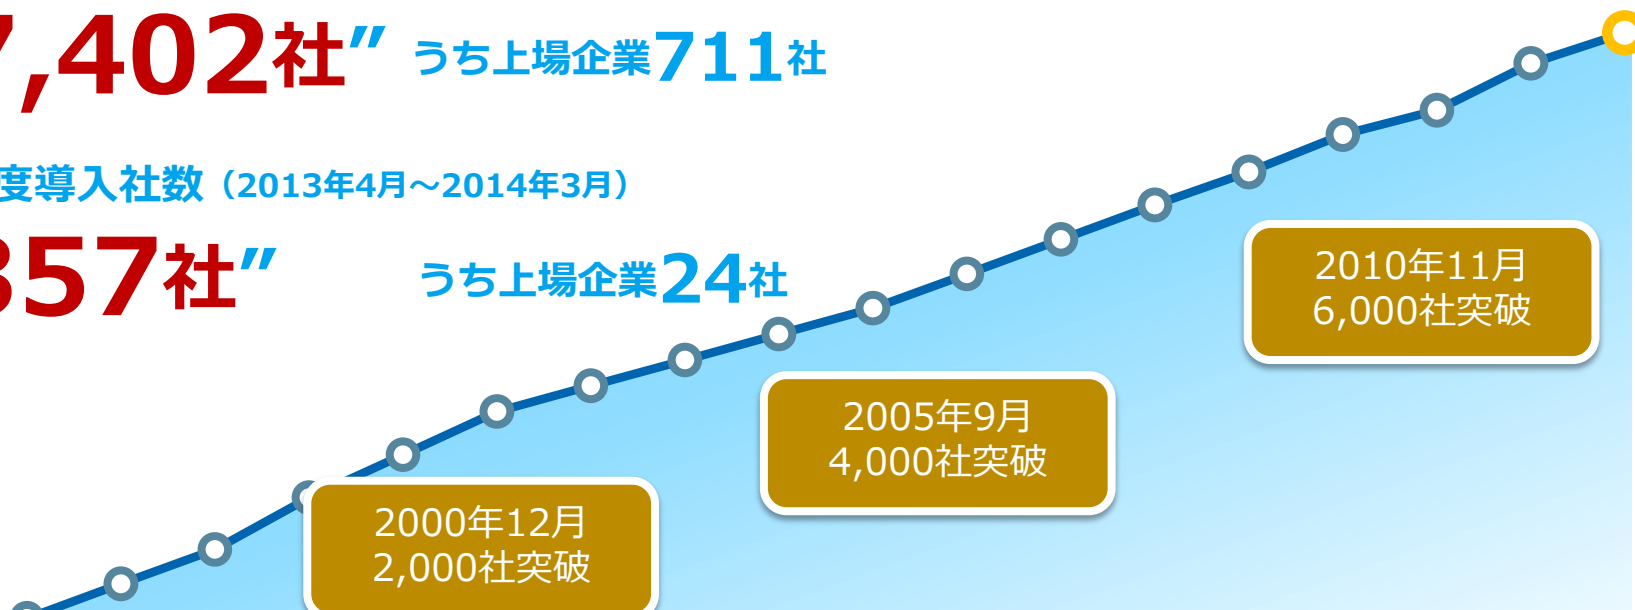 7,402社” うち上場企業711社
度導入社数（2013年4月～2014年3月）
357社” うち上場企業24社
2010年11月
6,000社突破
2005年9月
4,000社突破
2000年12月
2,000社突破